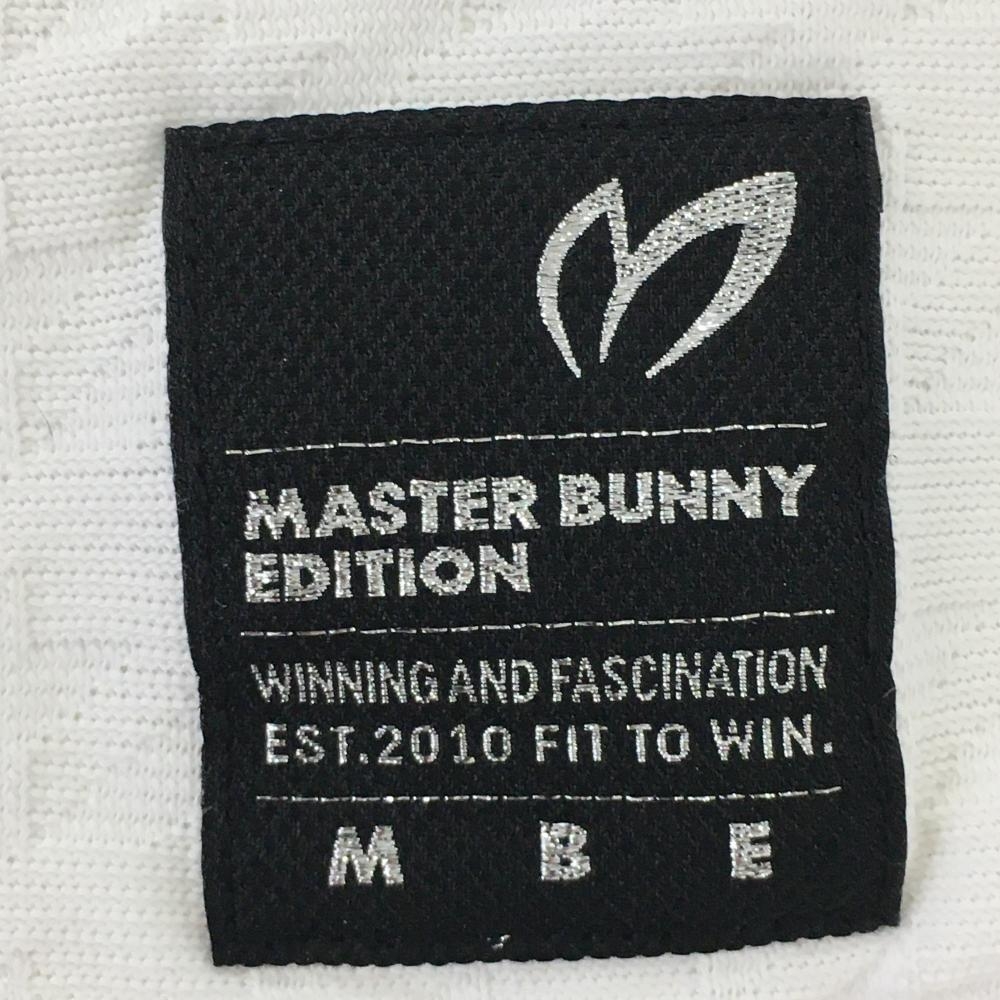 MASTER BUNNY
EDITION
WINNING AND FASCINATION
EST.2010 FIT TO WIN.
M B E